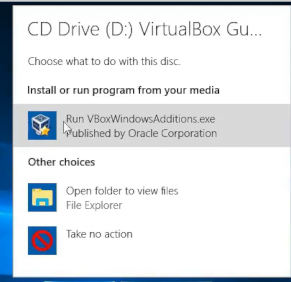 CD Drive (D:) VirtualBox Gu...
Choose what to do with this disc.
Install or run program from your media
Run VBoxWindowsAdditions.exe
Published by Oracle Corporation
Other choices
Open folder to view files
File Explorer
Take no action